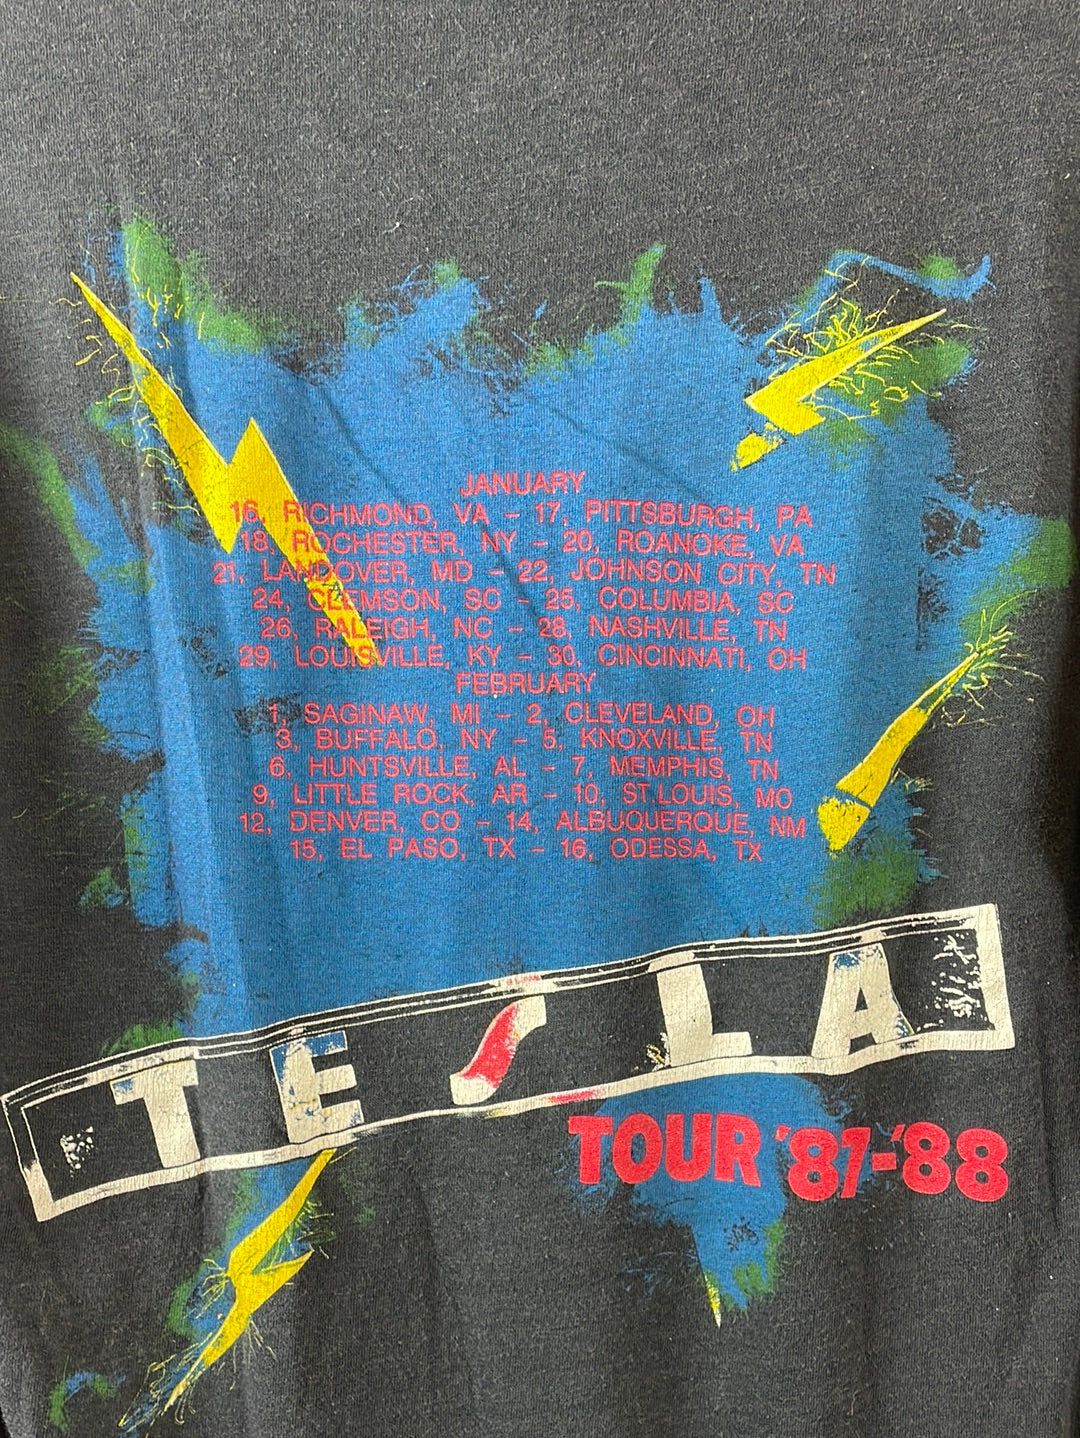 JANUARY
16, RICHMOND, VA - 17, PITTSBURGH, PA
18, ROCHESTER, NY - 20, ROANOKE, VA
21, LANDOVER, MD - 22, JOHNSON CITY, TN
24, CLEMSON, SC - 25, COLUMBIA, SC
26, RALEIGH, NC - 28, NASHVILLE, TN
29, LOUISVILLE, KY - 30, CINCINNATI, OH
FEBRUARY
1, SAGINAW, MI - 2, CLEVELAND, OH
3, BUFFALO, NY - 5, KNOXVILLE, TN
6, HUNTSVILLE, AL - 7, MEMPHIS, TN
9, LITTLE ROCK, AR - 10, ST.LOUIS, MO
12, DENVER, CO - 14, ALBUQUERQUE, NM
15, EL PASO, TX - 16, ODESSA, TX
TESLA
TOUR '87-'88